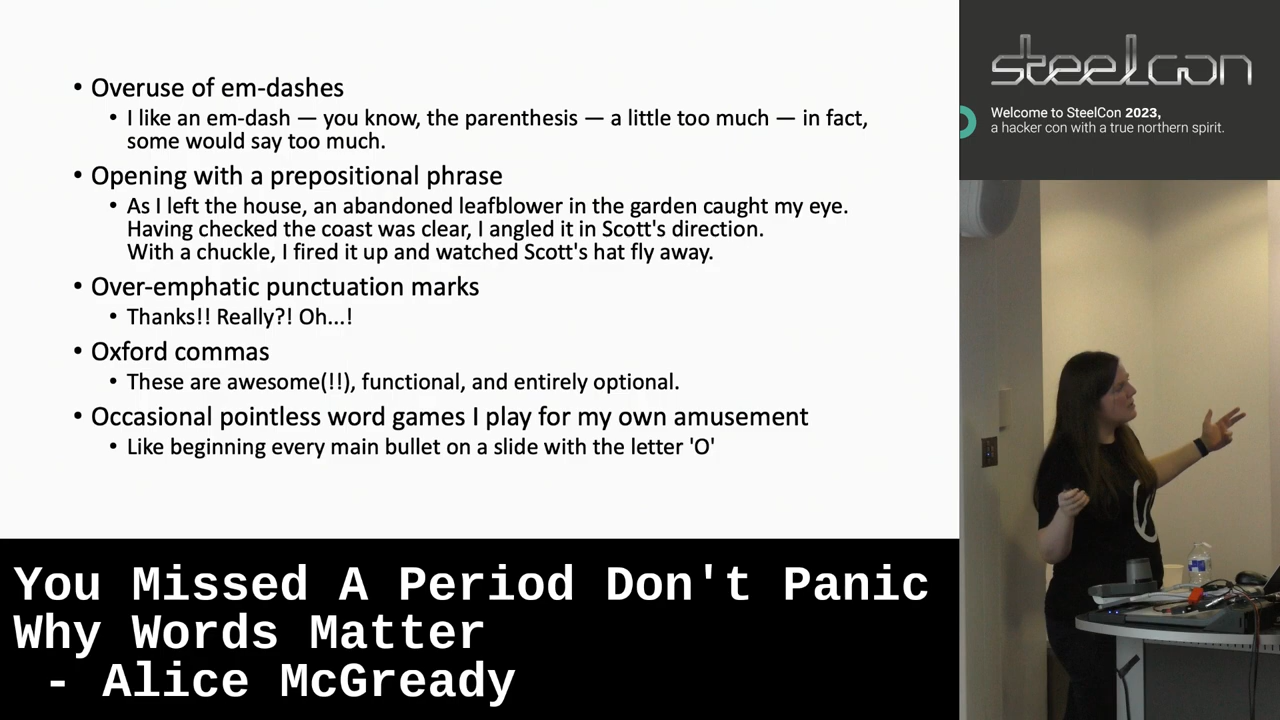 • Overuse of em-dashes
• I like an em-dash — you know, the parenthesis — a little too much — in fact,
some would say too much.
• Opening with a prepositional phrase
• As I left the house, an abandoned leafblower in the garden caught my eye.
Having checked the coast was clear, I angled it in Scott's direction.
With a chuckle, I fired it up and watched Scott's hat fly away.
• Over-emphatic punctuation marks
• Thanks!! Really?! Oh...!
• Oxford commas
• These are awesome(!!), functional, and entirely optional.
• Occasional pointless word games I play for my own amusement
• Like beginning every main bullet on a slide with the letter 'O'
steelcon
Welcome to SteelCon 2023,
a hacker con with a true northern spirit.
You Missed A Period Don't Panic
Why Words Matter
- Alice McGready